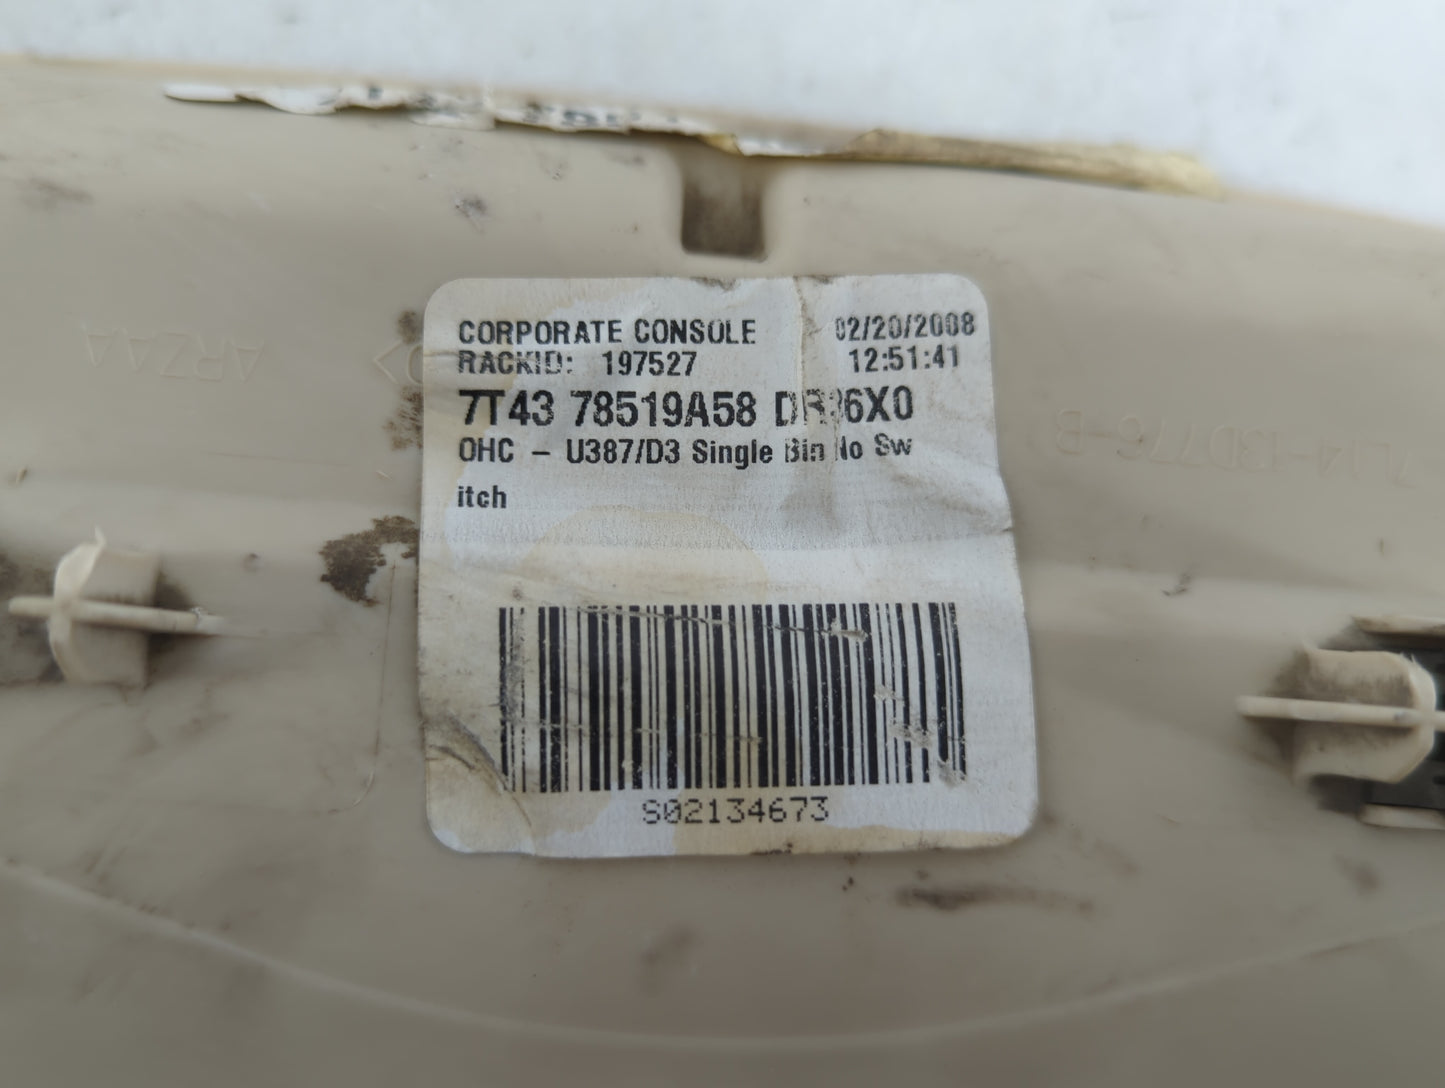 CORPORATE CONSOLE 02/20/2008
RACKID: 197527 12:51:41
7T43 78519A58
OHC - U387/D3 Single Bin No Sw
itch
S02134673